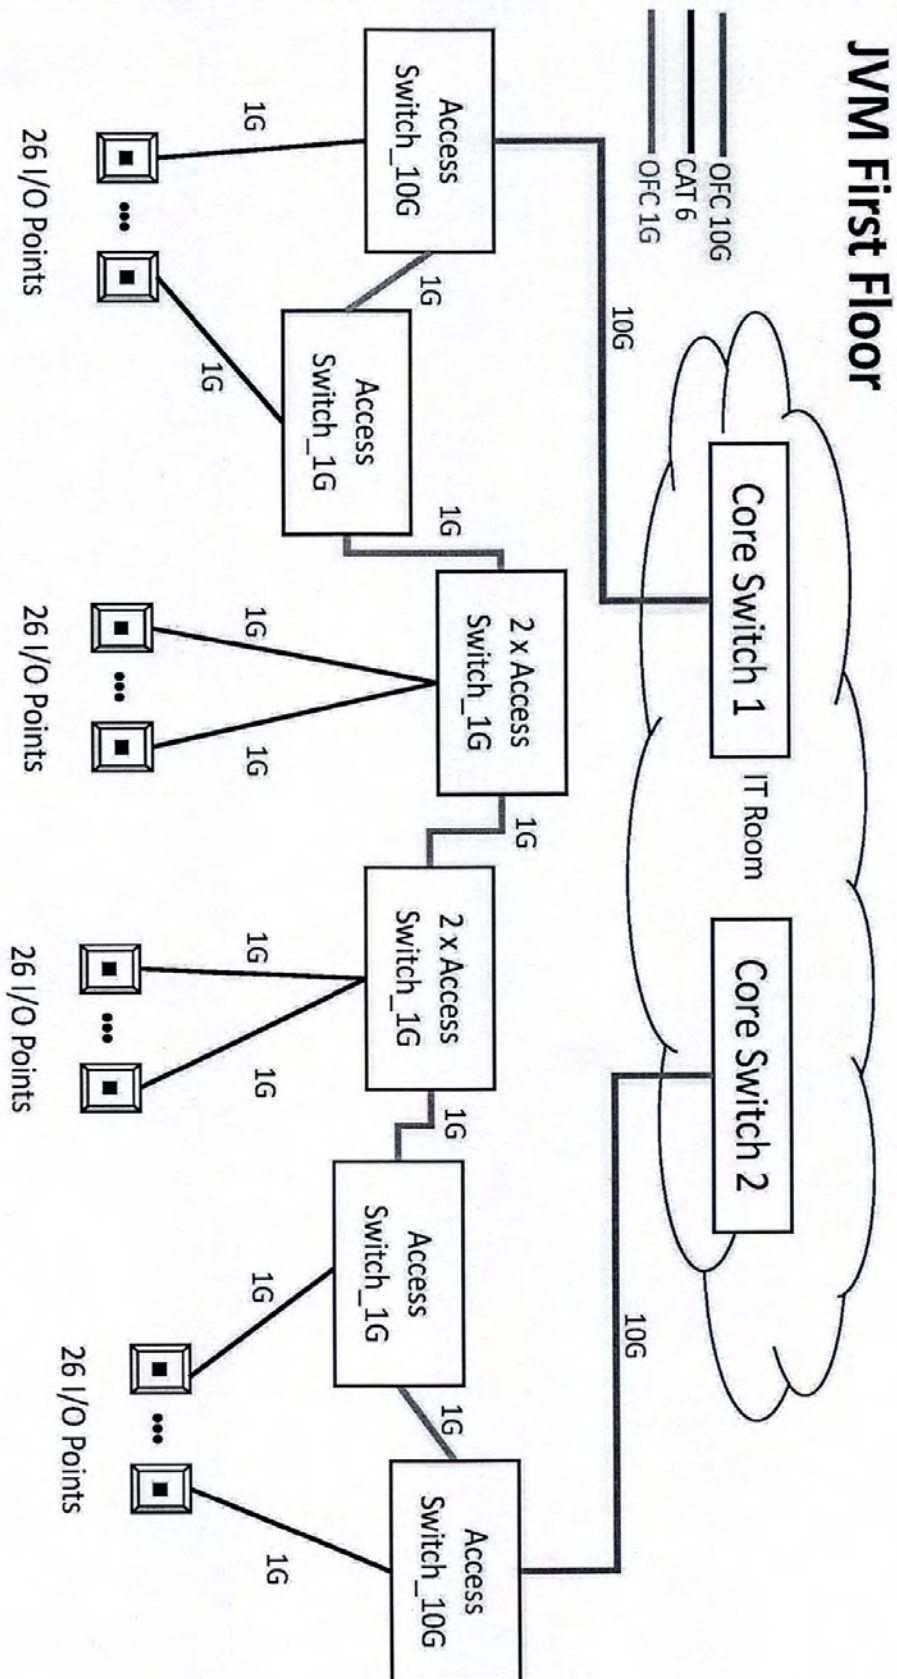 JVM First Floor
OFC 10G
CAT 6
OFC 1G
Core Switch 1
IT Room
Core Switch 2
10G
10G
Access
Switch_10G
1G
Access
Switch_1G
1G
2 x Access
Switch_1G
1G
2 x Access
Switch_1G
1G
Access
Switch_1G
1G
Access
Switch_10G
1G
1G
1G
1G
1G
1G
1G
1G
26 I/O Points
26 I/O Points
26 I/O Points
26 I/O Points